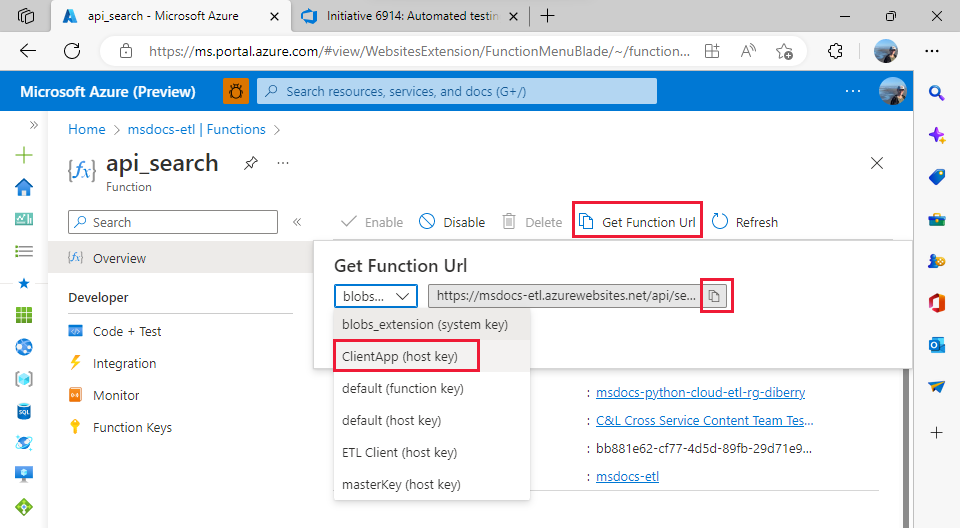 api_search - Microsoft Azure
Initiative 6914: Automated testin
https://ms.portal.azure.com/#view/WebsitesExtension/FunctionMenuBlade/~/function...
Microsoft Azure (Preview)
Search resources, services, and docs (G+/)
Home > msdocs-etl | Functions >
{fx}
api_search
Function
Search
Enable
Disable
Delete
Get Function Url
Refresh
{fx} Overview
Developer
Code + Test
Integration
Monitor
Function Keys
Get Function Url
blobs...
https://msdocs-etl.azurewebsites.net/api/se...
blobs_extension (system key)
ClientApp (host key)
default (function key)
default (host key)
ETL Client (host key)
masterKey (host key)
: msdocs-python-cloud-etl-rg-diberry
: C&L Cross Service Content Team Tes...
: bb881e62-cf77-4d5d-89fb-29d71e9...
: msdocs-etl